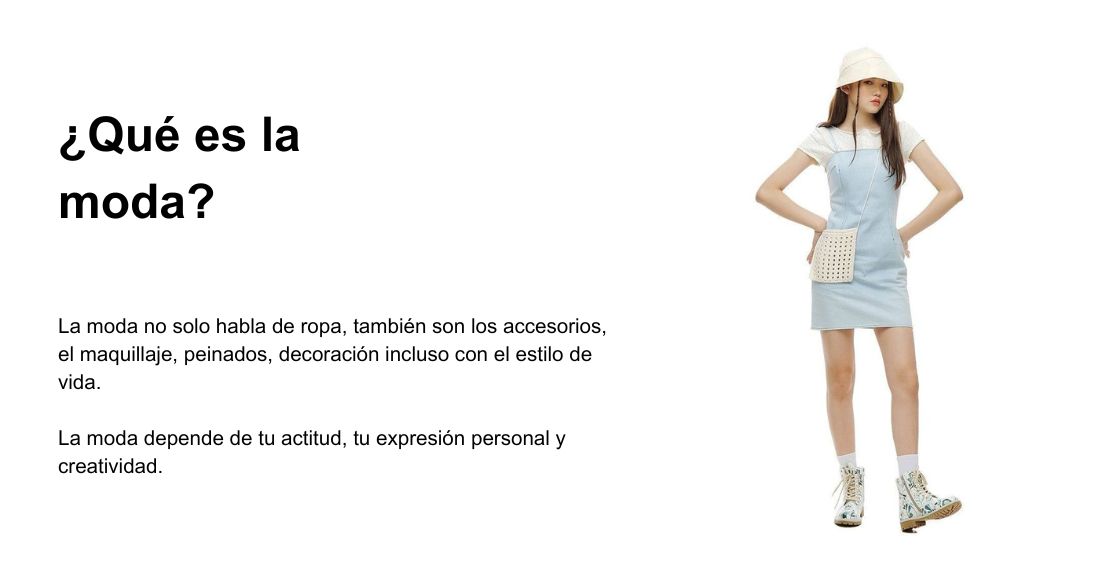 ¿Qué es la
moda?
La moda no solo habla de ropa, también son los accesorios,
el maquillaje, peinados, decoración incluso con el estilo de
vida.
La moda depende de tu actitud, tu expresión personal y
creatividad.